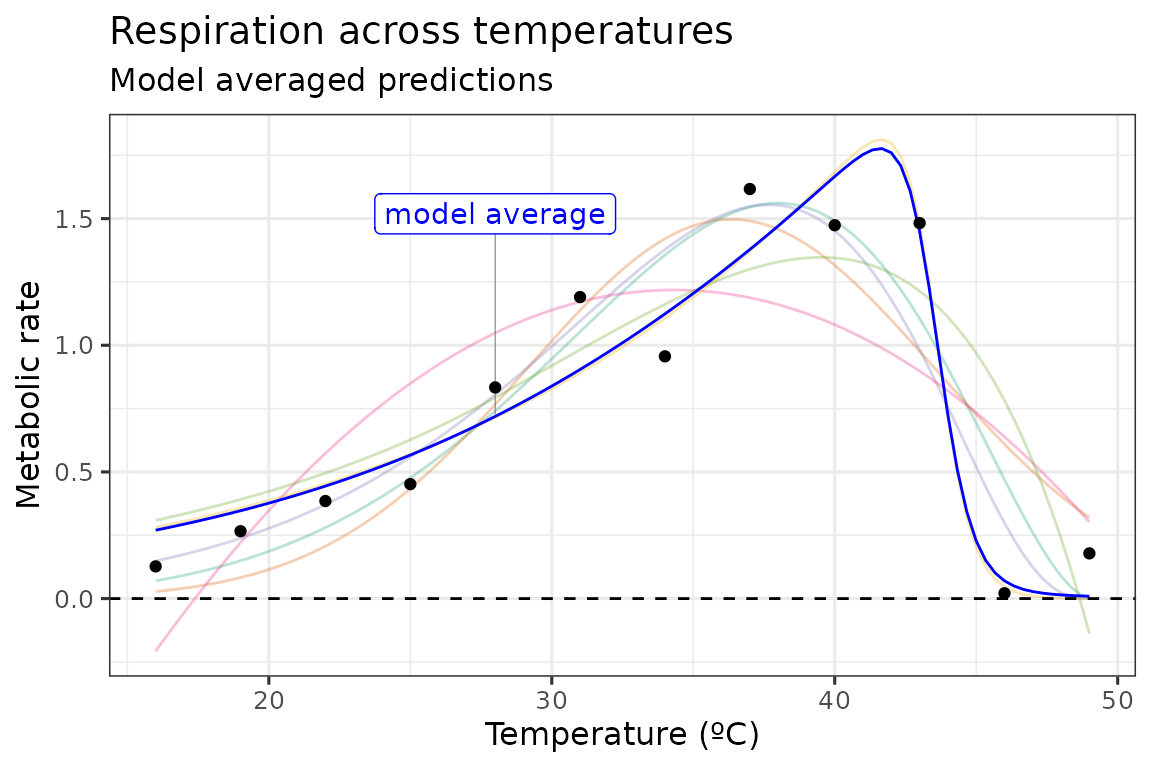 Respiration across temperatures
Model averaged predictions
Metabolic rate
1.5
1.0
0.5
0.0
model average
20
30
40
50
Temperature (ºC)